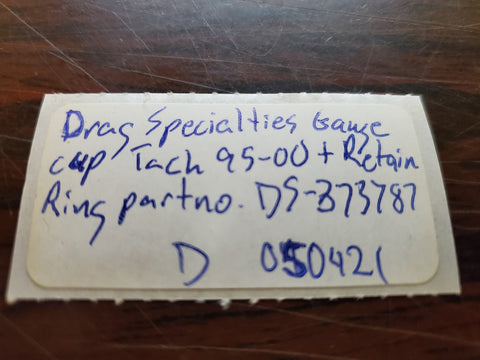 Drag Specialties Gauge
cup Tach 95-00 + Retain
Ring partno. DS-373787
D 050421